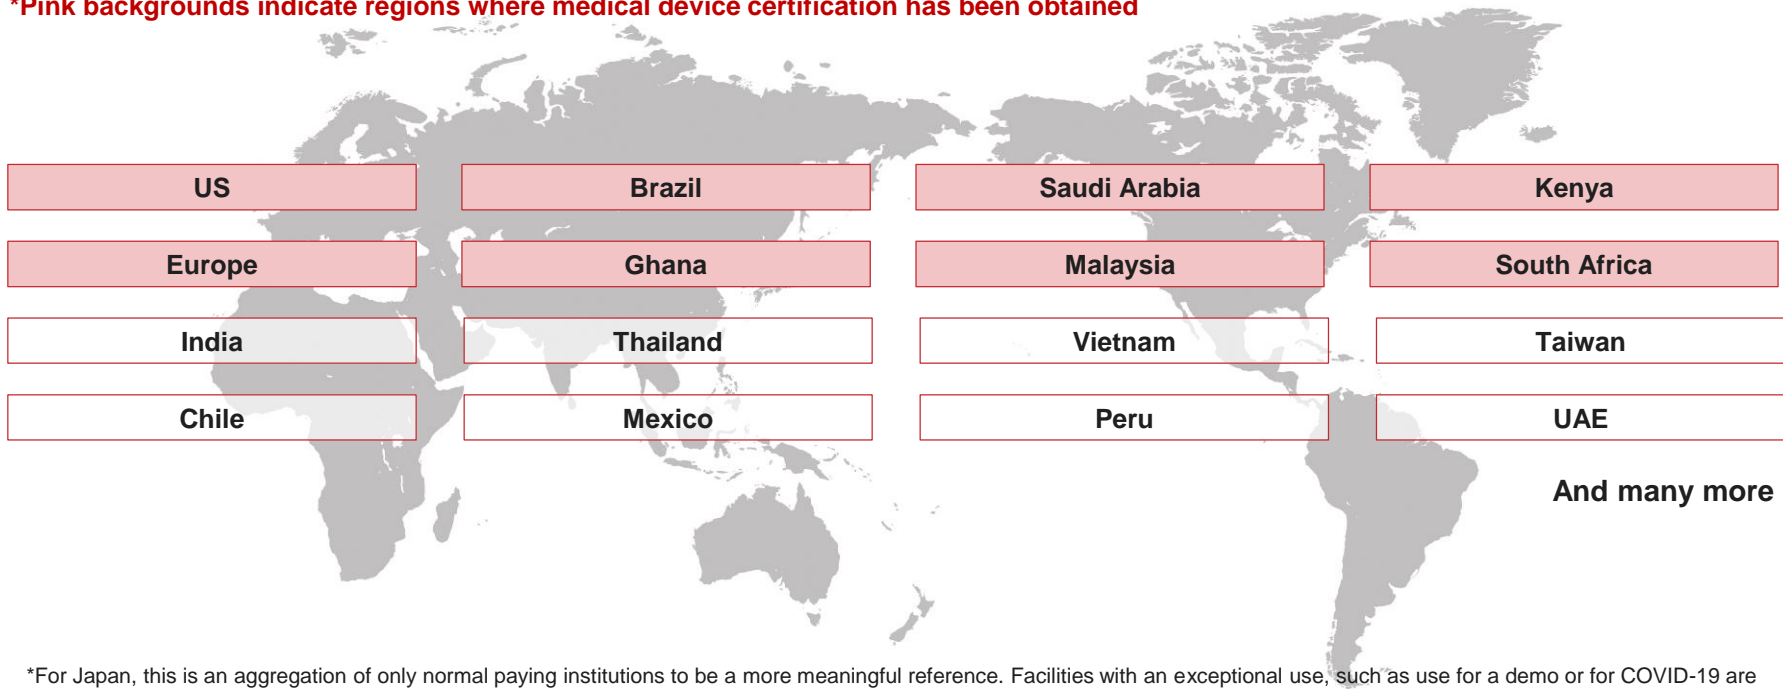 *Pink backgrounds indicate regions where medical device certification has been obtained
US Brazil Saudi Arabia Kenya
Europe Ghana Malaysia South Africa
India Thailand Vietnam Taiwan
Chile Mexico Peru UAE
And many more
*For Japan, this is an aggregation of only normal paying institutions to be a more meaningful reference. Facilities with an exceptional use, such as use for a demo or for COVID-19 are